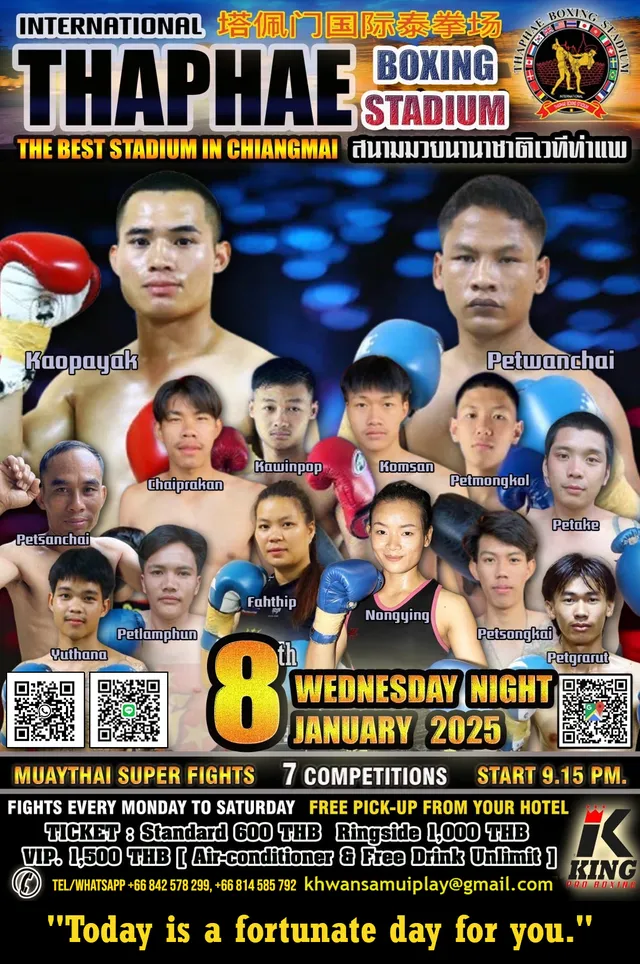 INTERNATIONAL 塔佩门国际泰拳场
THAPHAE BOXING STADIUM
THAPHAE BOXING STADIUM
INTERNATIONAL
THE BEST STADIUM IN CHIANGMAI สนามมวยนานาชาติเวทีท่าแพ
Kaopayak
Petwanchai
Chaiprakan
Kawinpop
Komsan
Petmongkol
Petake
Petsanchai
Fahthip
Nongying
Petsongkai
Petgrarut
Petlamphun
Yuthana
8th WEDNESDAY NIGHT
JANUARY 2025
MUAYTHAI SUPER FIGHTS 7 COMPETITIONS START 9.15 PM.
FIGHTS EVERY MONDAY TO SATURDAY FREE PICK-UP FROM YOUR HOTEL
TICKET : Standard 600 THB Ringside 1,000 THB
VIP. 1,500 THB [ Air-conditioner & Free Drink Unlimit ]
K
KING
PRO BOXING
TEL/WHATSAPP +66 842 578 299, +66 814 585 792 khwansamuiplay@gmail.com
"Today is a fortunate day for you."